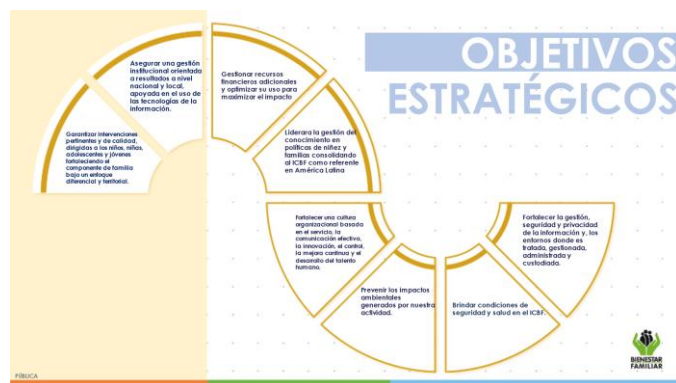 OBJETIVOS
ESTRATÉGICOS
Garantizar intervenciones
pertinentes y de calidad,
dirigidas a los niños, niñas,
adolescentes y jóvenes
fortaleciendo el
componente de familia
bajo un enfoque
diferencial y territorial.
Asegurar una gestión
institucional orientada
a resultados a nivel
nacional y local,
apoyada en el uso de
las tecnologías de la
información.
Gestionar recursos
financieros adicionales
y optimizar su uso para
maximizar el impacto
Liderara la gestión del
conocimiento en
políticas de niñez y
familias consolidando
al ICBF como referente
en América Latina
Fortalecer una cultura
organizacional basada
en el servicio, la
comunicación efectiva,
la innovación, el control,
la mejora continua y el
desarrollo del talento
humano.
Prevenir los impactos
ambientales
generados por nuestra
actividad.
Brindar condiciones de
seguridad y salud en el ICBF.
Fortalecer la gestión,
seguridad y privacidad
de la información y, los
entornos donde es
tratada, gestionada,
administrada y
custodiada.
PÚBLICA
BIENESTAR
FAMILIAR